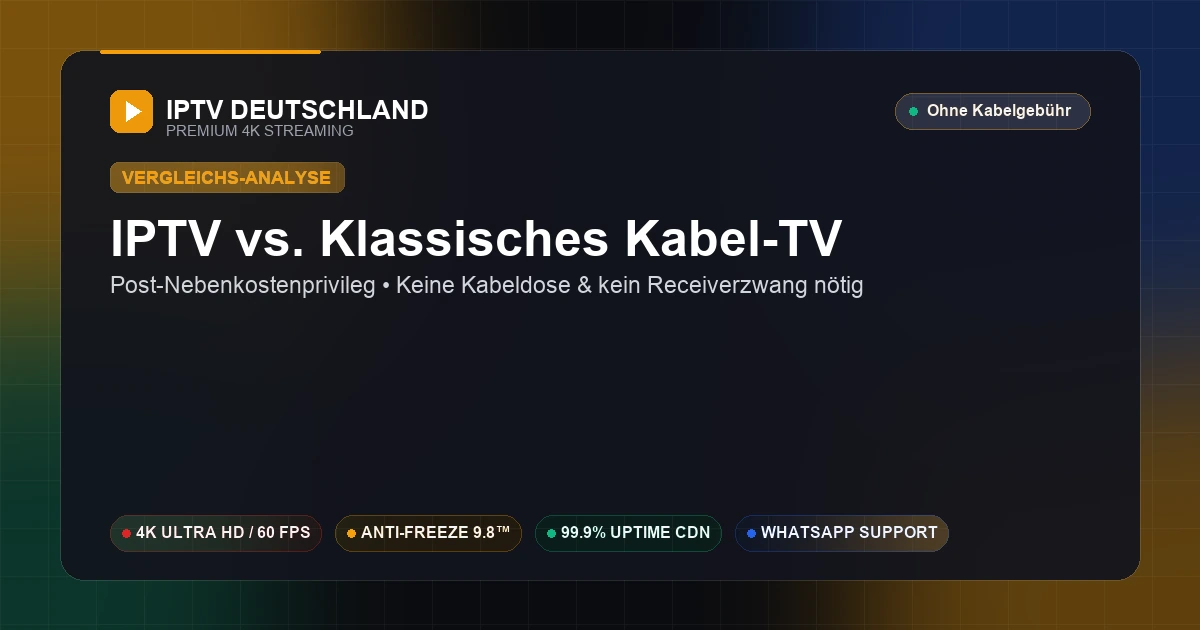 IPTV DEUTSCHLAND
PREMIUM 4K STREAMING
Ohne Kabelgebühr
VERGLEICHS-ANALYSE
IPTV vs. Klassisches Kabel-TV
Post-Nebenkostenprivileg • Keine Kabeldose & kein Receiverzwang nötig
4K ULTRA HD / 60 FPS
ANTI-FREEZE 9.8™
99.9% UPTIME CDN
WHATSAPP SUPPORT